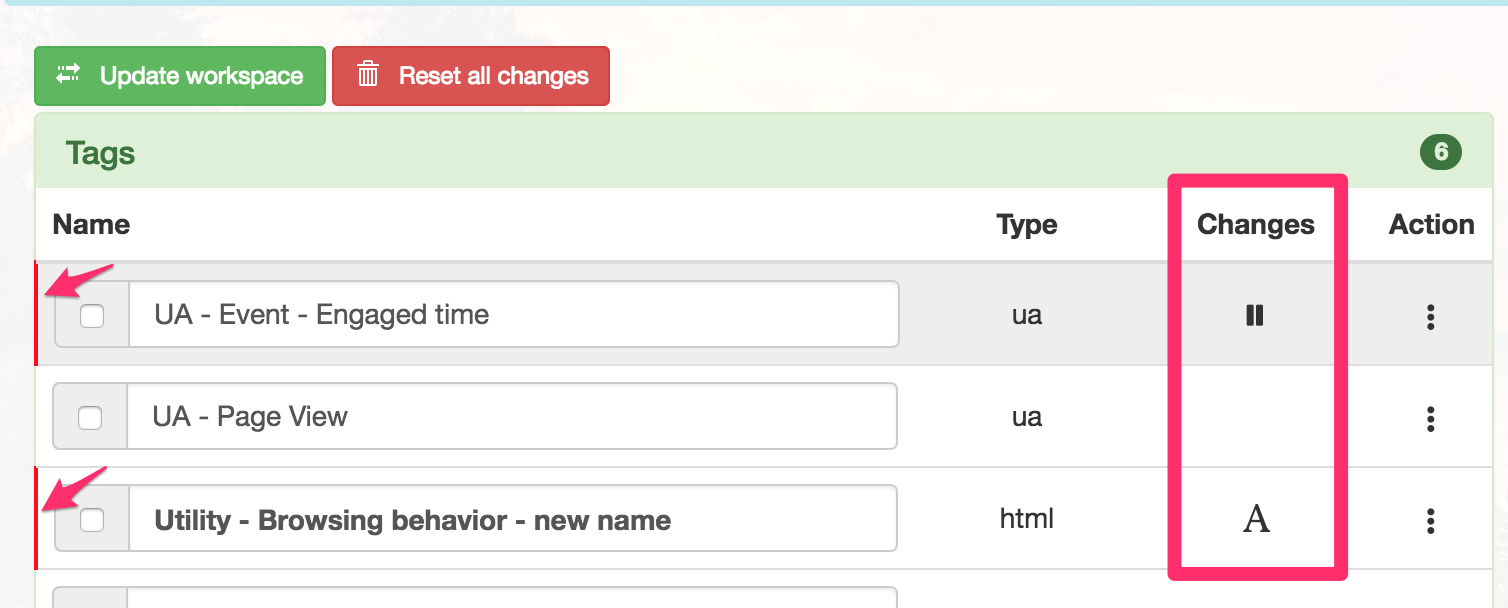 Update workspace Reset all changes
Tags 6
Name Type Changes Action
UA - Event - Engaged time ua
UA - Page View ua
Utility - Browsing behavior - new name html A